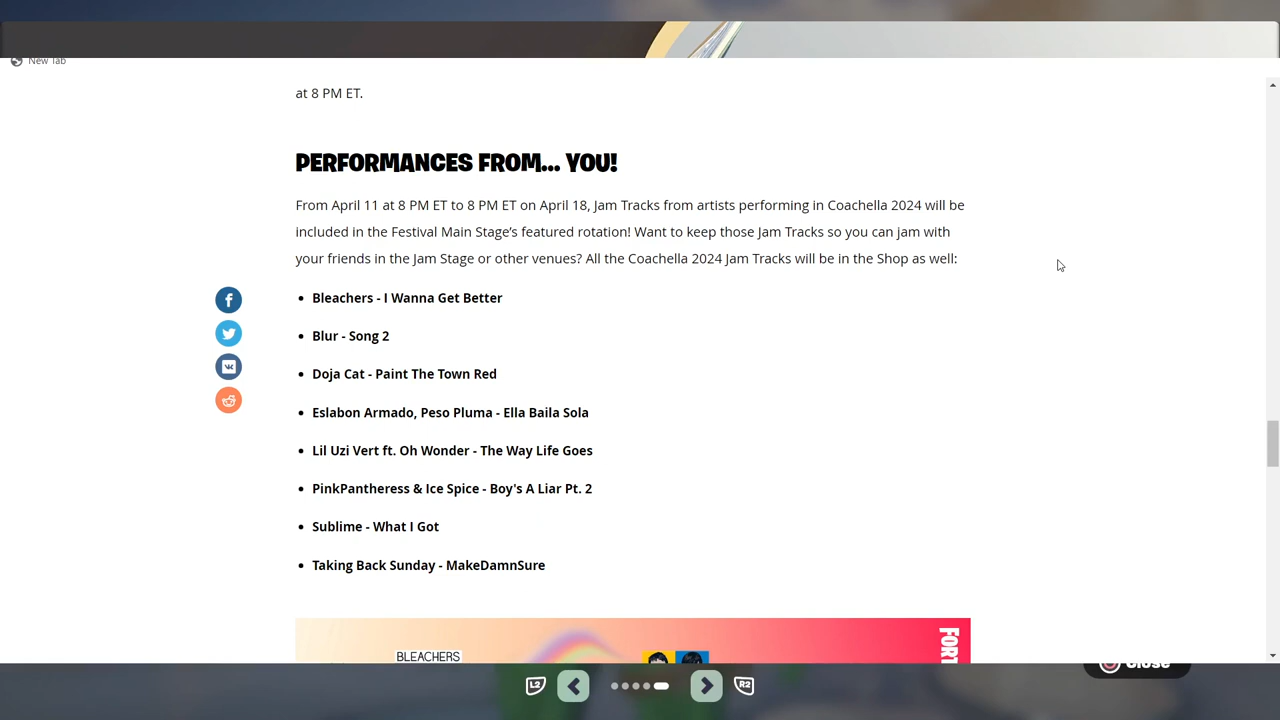 New Tab
at 8 PM ET.
PERFORMANCES FROM... YOU!
From April 11 at 8 PM ET to 8 PM ET on April 18, Jam Tracks from artists performing in Coachella 2024 will be
included in the Festival Main Stage's featured rotation! Want to keep those Jam Tracks so you can jam with
your friends in the Jam Stage or other venues? All the Coachella 2024 Jam Tracks will be in the Shop as well:
• Bleachers - I Wanna Get Better
• Blur - Song 2
• Doja Cat - Paint The Town Red
• Eslabon Armado, Peso Pluma - Ella Baila Sola
• Lil Uzi Vert ft. Oh Wonder - The Way Life Goes
• PinkPantheress & Ice Spice - Boy's A Liar Pt. 2
• Sublime - What I Got
• Taking Back Sunday - MakeDamnSure
BLEACHERS
FORT
Close
L2
R2